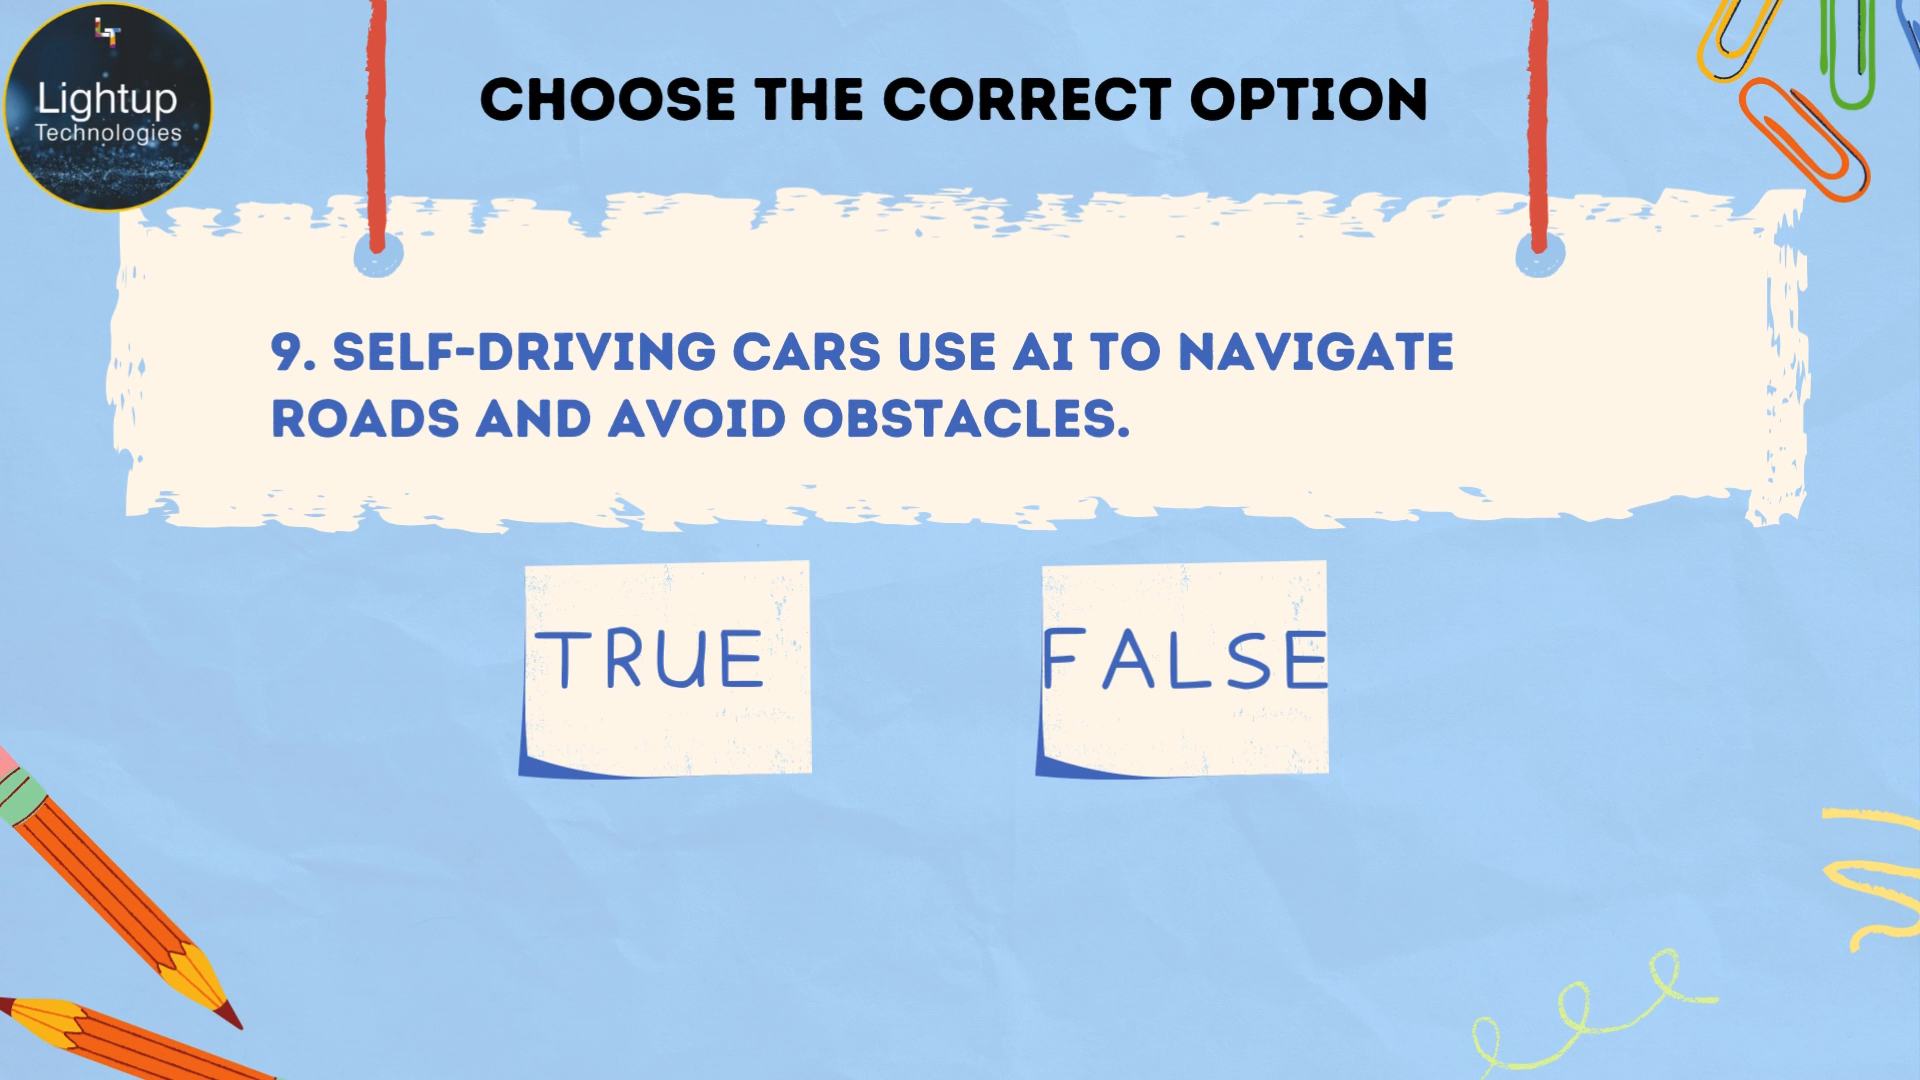 LT
Lightup
Technologies
CHOOSE THE CORRECT OPTION
9. SELF-DRIVING CARS USE AI TO NAVIGATE
ROADS AND AVOID OBSTACLES.
TRUE
FALSE